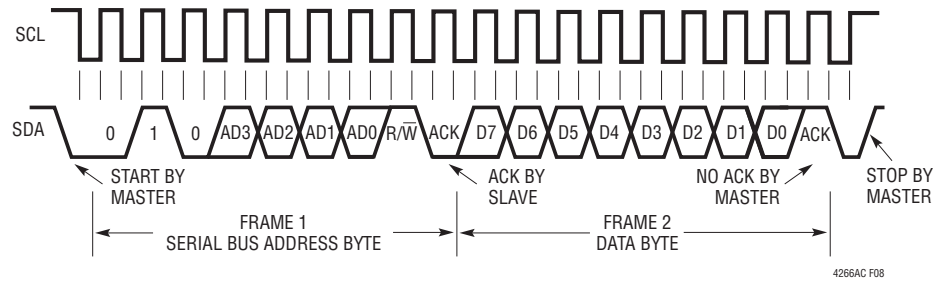 SCL
SDA 0 1 0 AD3 AD2 AD1 AD0 R/W̅ ACK D7 D6 D5 D4 D3 D2 D1 D0 ACK
START BY
MASTER
ACK BY
SLAVE
NO ACK BY
MASTER
STOP BY
MASTER
FRAME 1
SERIAL BUS ADDRESS BYTE
FRAME 2
DATA BYTE
4266AC F08